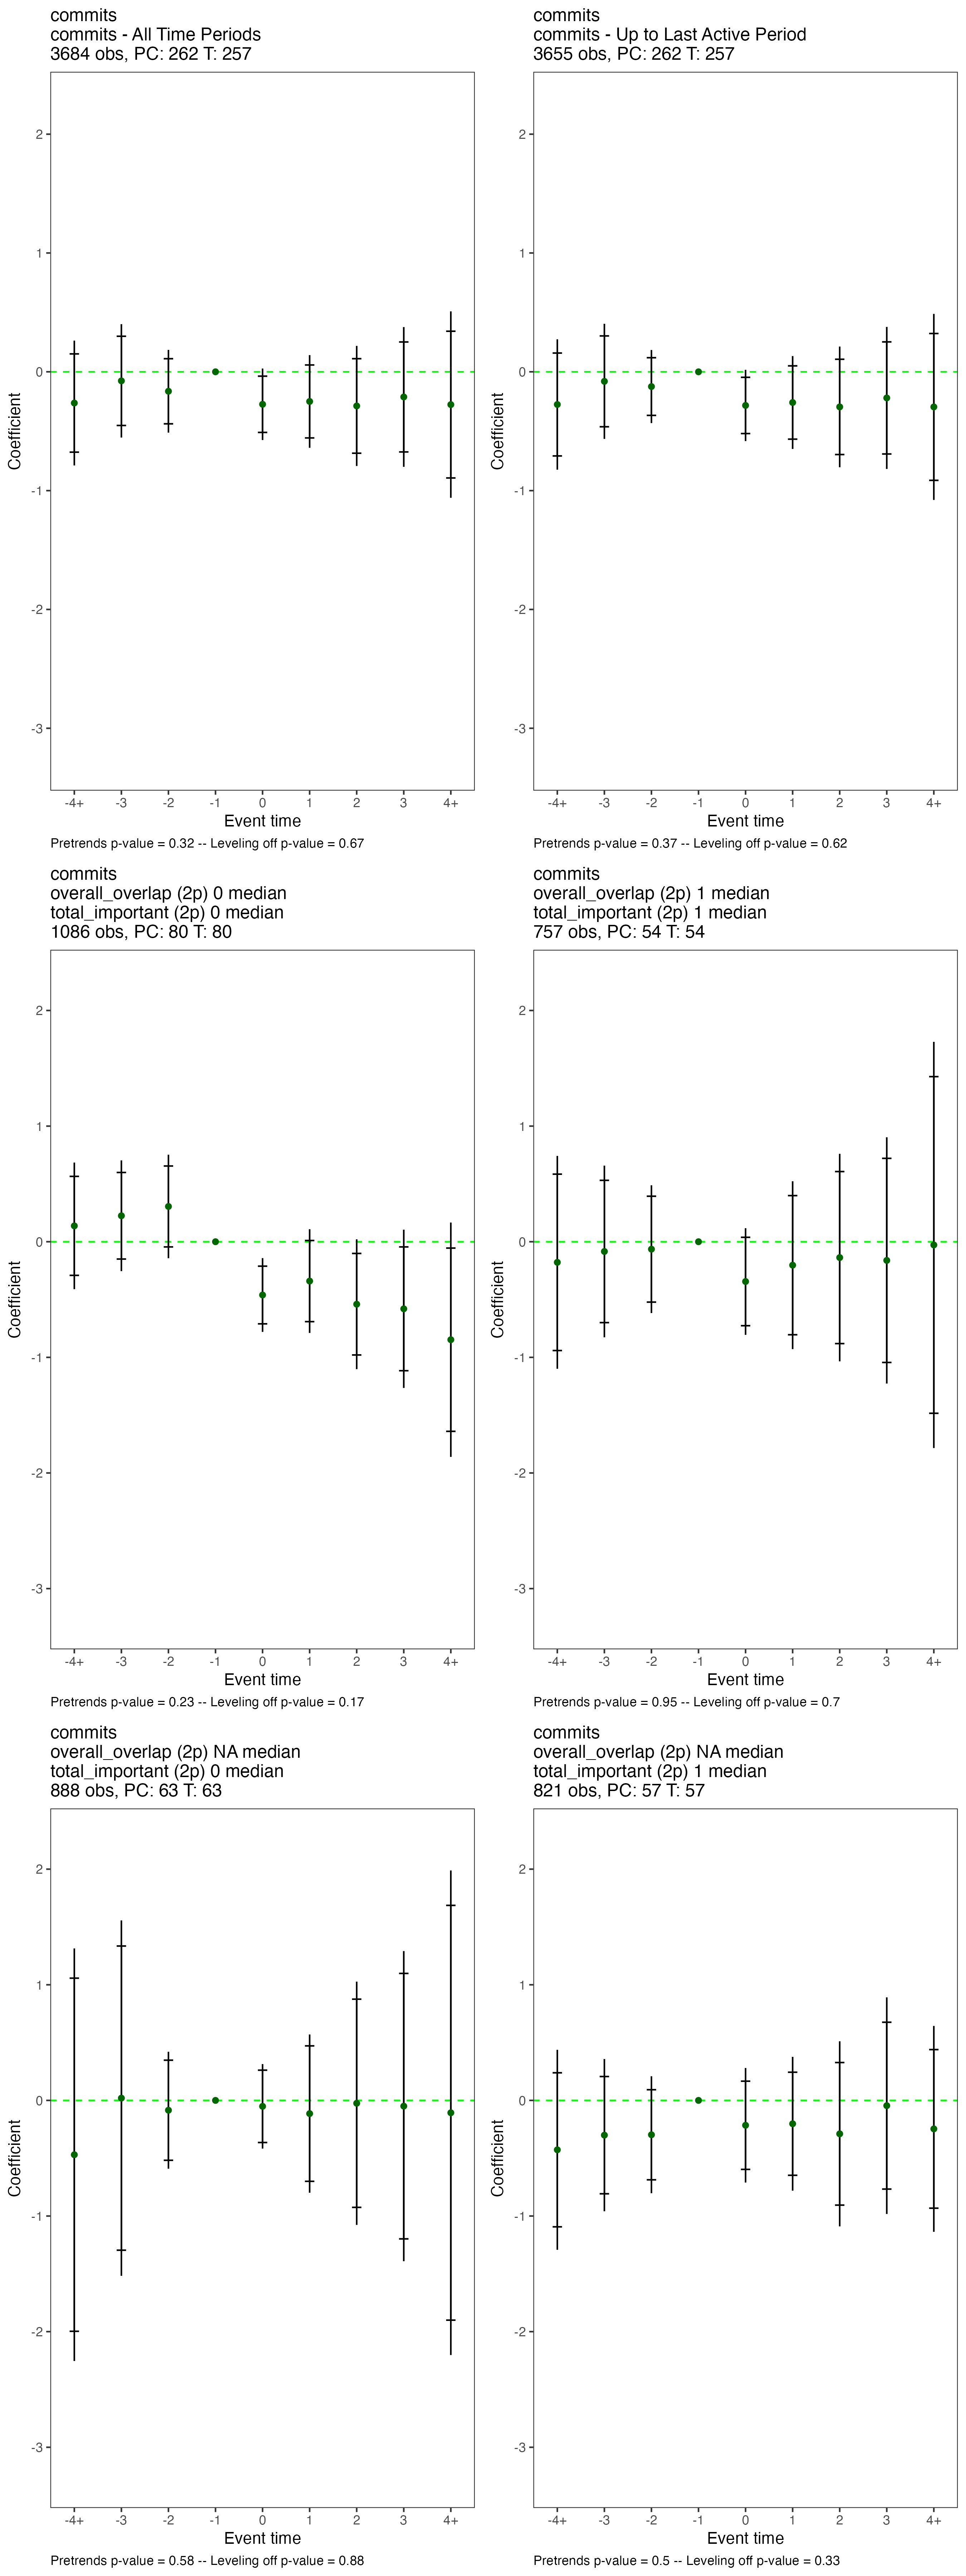 commits
commits - All Time Periods
3684 obs, PC: 262 T: 257
2
1
0
-1
-2
-3
Coefficient
-4+ -3 -2 -1 0 1 2 3 4+
Event time
Pretrends p-value = 0.32 -- Leveling off p-value = 0.67
commits
commits - Up to Last Active Period
3655 obs, PC: 262 T: 257
2
1
0
-1
-2
-3
Coefficient
-4+ -3 -2 -1 0 1 2 3 4+
Event time
Pretrends p-value = 0.37 -- Leveling off p-value = 0.62
commits
overall_overlap (2p) 0 median
total_important (2p) 0 median
1086 obs, PC: 80 T: 80
2
1
0
-1
-2
-3
Coefficient
-4+ -3 -2 -1 0 1 2 3 4+
Event time
Pretrends p-value = 0.23 -- Leveling off p-value = 0.17
commits
overall_overlap (2p) 1 median
total_important (2p) 1 median
757 obs, PC: 54 T: 54
2
1
0
-1
-2
-3
Coefficient
-4+ -3 -2 -1 0 1 2 3 4+
Event time
Pretrends p-value = 0.95 -- Leveling off p-value = 0.7
commits
overall_overlap (2p) NA median
total_important (2p) 0 median
888 obs, PC: 63 T: 63
2
1
0
-1
-2
-3
Coefficient
-4+ -3 -2 -1 0 1 2 3 4+
Event time
Pretrends p-value = 0.58 -- Leveling off p-value = 0.88
commits
overall_overlap (2p) NA median
total_important (2p) 1 median
821 obs, PC: 57 T: 57
2
1
0
-1
-2
-3
Coefficient
-4+ -3 -2 -1 0 1 2 3 4+
Event time
Pretrends p-value = 0.5 -- Leveling off p-value = 0.33